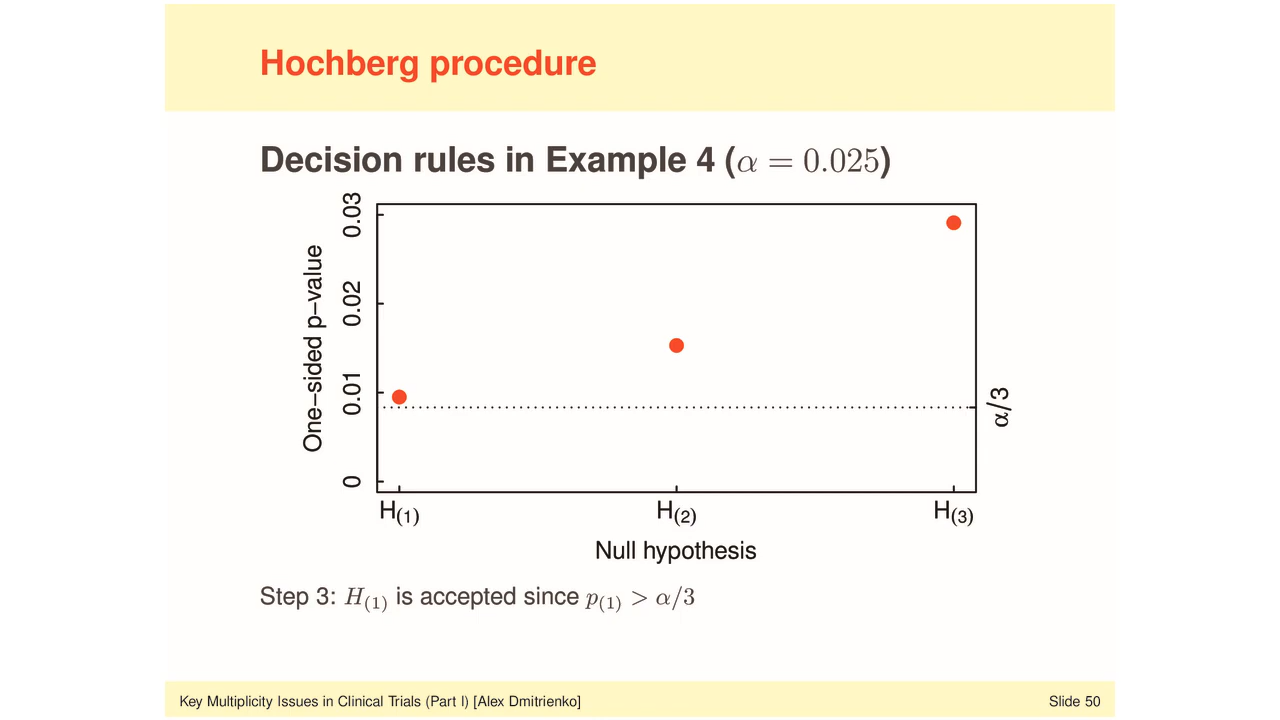 Hochberg procedure
Decision rules in Example 4 (α = 0.025)
One−sided p−value
0.03
0.02
0.01
0
α/3
H(1) H(2) H(3)
Null hypothesis
Step 3: H(1) is accepted since p(1) > α/3
Key Multiplicity Issues in Clinical Trials (Part I) [Alex Dmitrienko] Slide 50